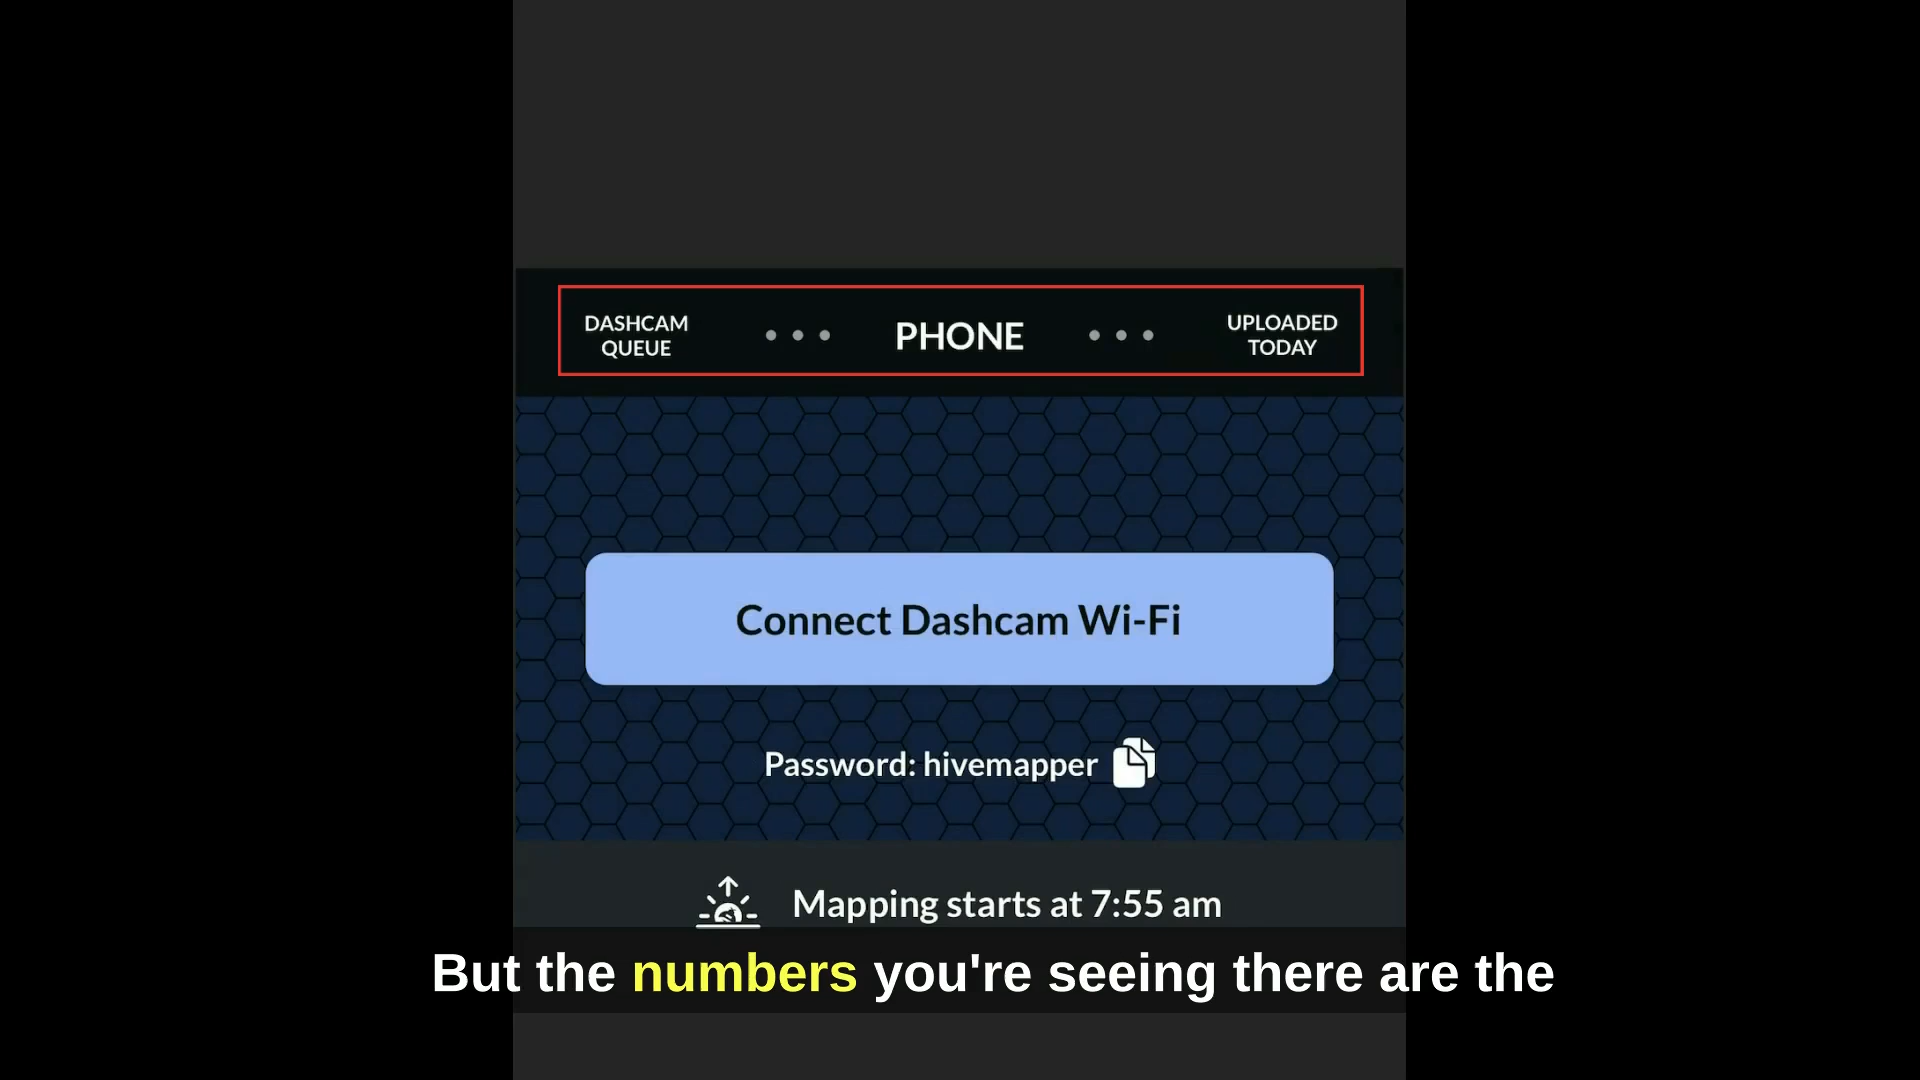 DASHCAM
QUEUE
PHONE
UPLOADED
TODAY
Connect Dashcam Wi-Fi
Password: hivemapper
Mapping starts at 7:55 am
But the numbers you're seeing there are the